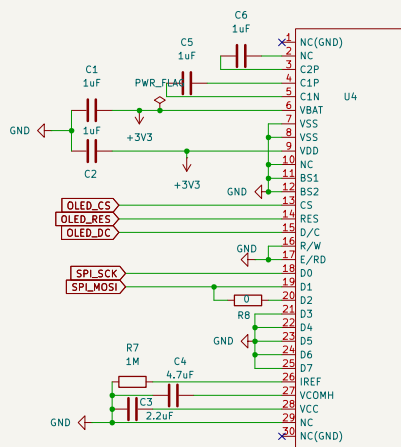 C6
1uF
1 NC(GND)
2 NC
3 C2P
C5
1uF
4 C1P
5 C1N
U4
C1
1uF
PWR_FLAG
6 VBAT
7 VSS
GND
1uF
+3V3
8 VSS
9 VDD
C2
10 NC
+3V3
11 BS1
GND
12 BS2
OLED_CS
13 CS
OLED_RES
14 RES
OLED_DC
15 D/C
GND
16 R/W
17 E/RD
SPI_SCK
18 D0
SPI_MOSI
19 D1
0
20 D2
R8
21 D3
22 D4
GND
23 D5
24 D6
25 D7
R7
1M
C4
4.7uF
26 IREF
27 VCOMH
C3
2.2uF
28 VCC
GND
29 NC
30 NC(GND)